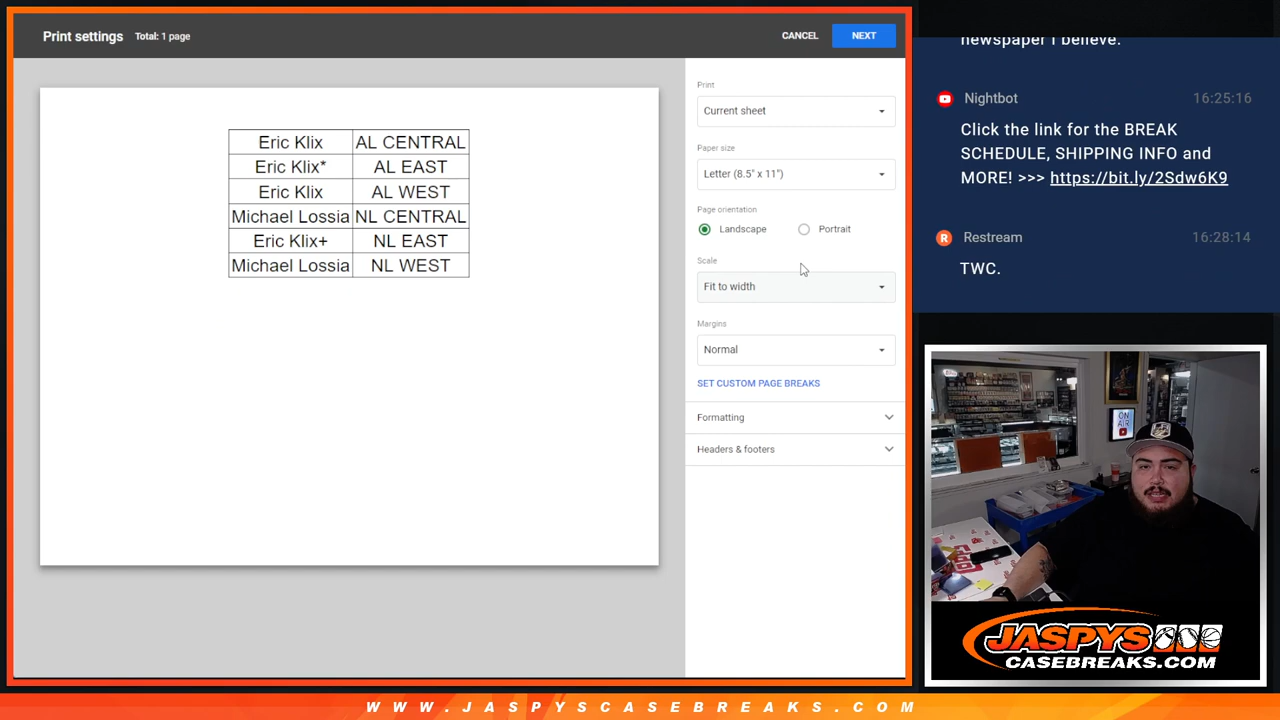 Print settings Total: 1 page
CANCEL NEXT
Eric Klix AL CENTRAL
Eric Klix* AL EAST
Eric Klix AL WEST
Michael Lossia NL CENTRAL
Eric Klix+ NL EAST
Michael Lossia NL WEST
Print
Current sheet
Paper size
Letter (8.5" x 11")
Page orientation
Landscape Portrait
Scale
Fit to width
Margins
Normal
SET CUSTOM PAGE BREAKS
Formatting
Headers & footers
newspaper I believe.
Nightbot 16:25:16
Click the link for the BREAK
SCHEDULE, SHIPPING INFO and
MORE! >>> https://bit.ly/2Sdw6K9
Restream 16:28:14
TWC.
ON
AIR
JASPYS
CASEBREAKS.COM
WWW.JASPYSCASEBREAKS.COM